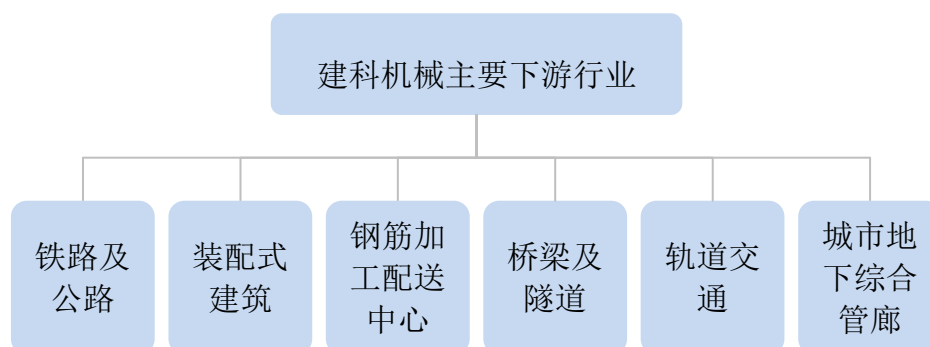 建科机械主要下游行业
铁路及
公路
装配式
建筑
钢筋加
工配送
中心
桥梁及
隧道
轨道交
通
城市地
下综合
管廊